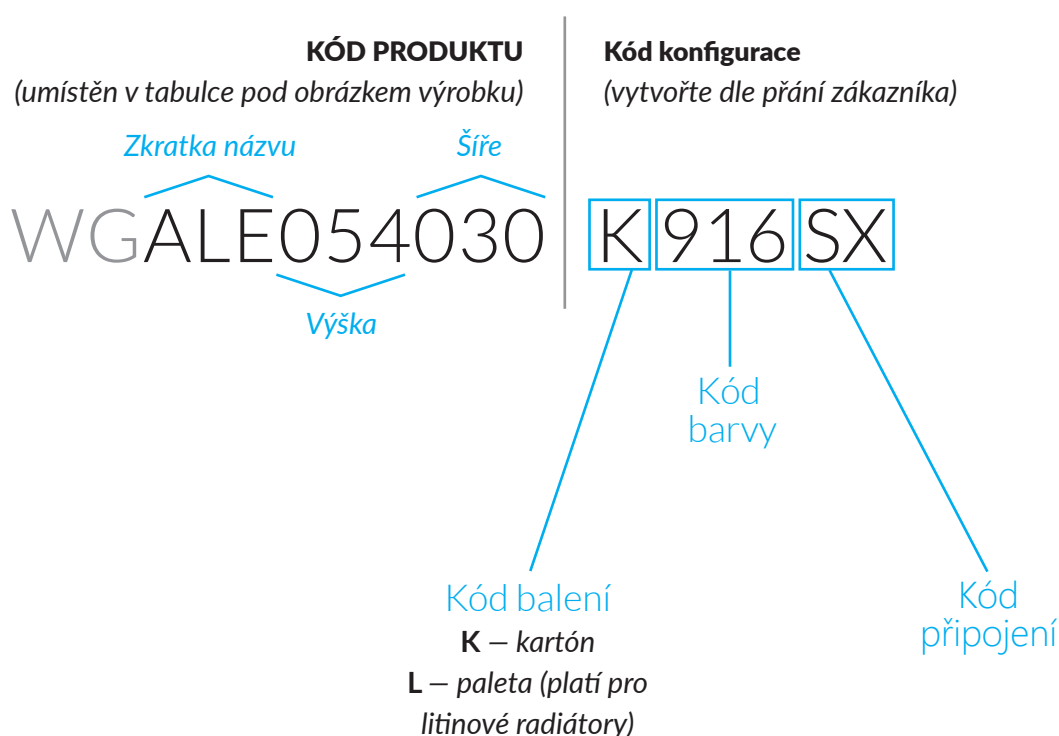 KÓD PRODUKTU
(umístěn v tabulce pod obrázkem výrobku)
Kód konfigurace
(vytvořte dle přání zákazníka)
Zkratka názvu
Šíře
WGALE054030
K 916 SX
Výška
Kód
barvy
Kód balení
K — kartón
L — paleta (platí pro
litinové radiátory)
Kód
připojení